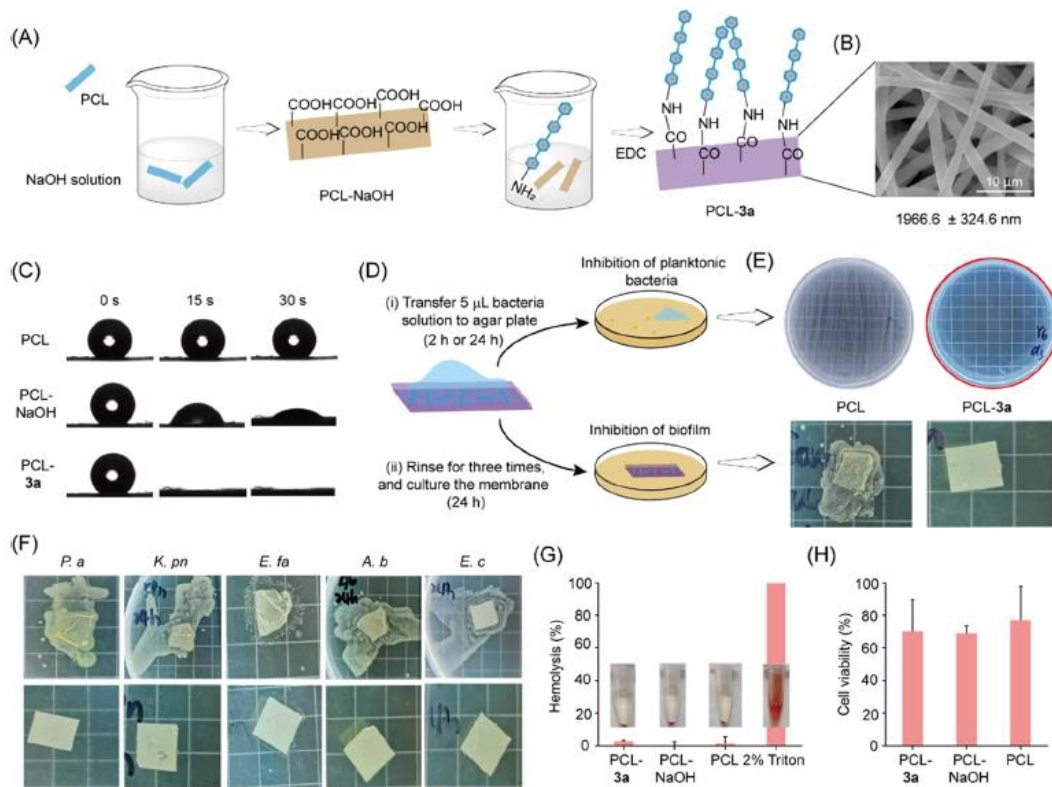 (A)
PCL
NaOH solution
COOH COOH COOH
COOH
COOH COOH COOH
PCL-NaOH
NH₂
EDC
NH NH NH NH
CO CO CO CO
PCL-3a
(B)
10 μm
1966.6 ± 324.6 nm
(C)
0 s 15 s 30 s
PCL
PCL-
NaOH
PCL-
3a
(D)
(i) Transfer 5 μL bacteria
solution to agar plate
(2 h or 24 h)
Inhibition of planktonic
bacteria
(ii) Rinse for three times,
and culture the membrane
(24 h)
Inhibition of biofilm
(E)
PCL PCL-3a
(F)
P. a K. pn E. fa A. b E. c
24h
24h
(G)
Hemolysis (%)
100
80
60
40
20
0
PCL-
3a
PCL-
NaOH
PCL 2% Triton
(H)
Cell viability (%)
100
80
60
40
20
0
PCL-
3a
PCL-
NaOH
PCL